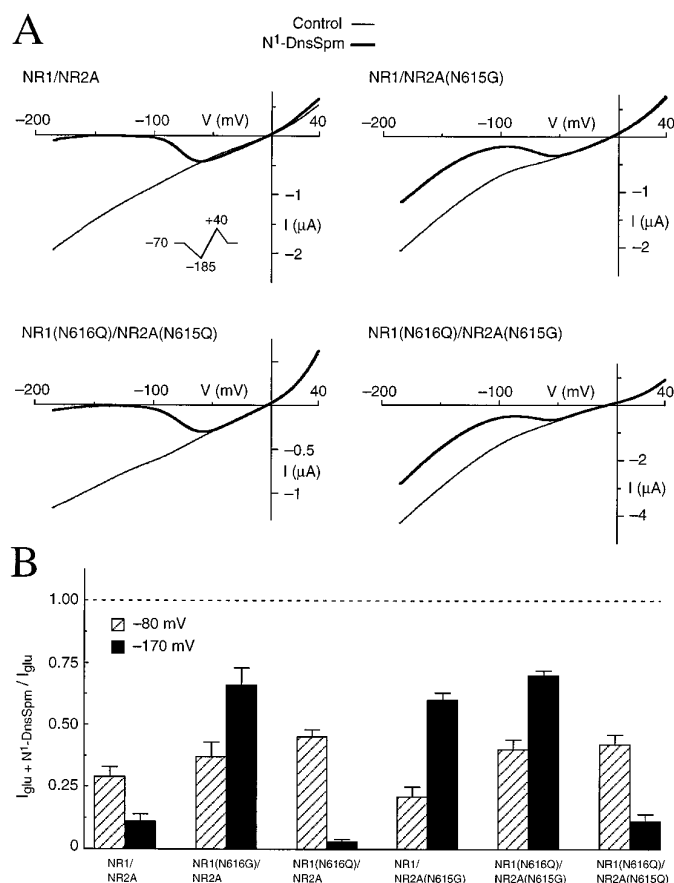 A
Control
N¹-DnsSpm
NR1/NR2A
−200
−100
V (mV)
40
−1
I (μA)
−2
+40
−70
−185
NR1/NR2A(N615G)
−200
−100
V (mV)
40
−1
I (μA)
−2
NR1(N616Q)/NR2A(N615Q)
−200
−100
V (mV)
40
−0.5
I (μA)
−1
NR1(N616Q)/NR2A(N615G)
−200
−100
V (mV)
40
−2
I (μA)
−4
B
1.00
0.75
0.50
0.25
0
I glu + N¹-DnsSpm / I glu
−80 mV
−170 mV
NR1/
NR2A
NR1(N616G)/
NR2A
NR1(N616Q)/
NR2A
NR1/
NR2A(N615G)
NR1(N616Q)/
NR2A(N615G)
NR1(N616Q)/
NR2A(N615Q)